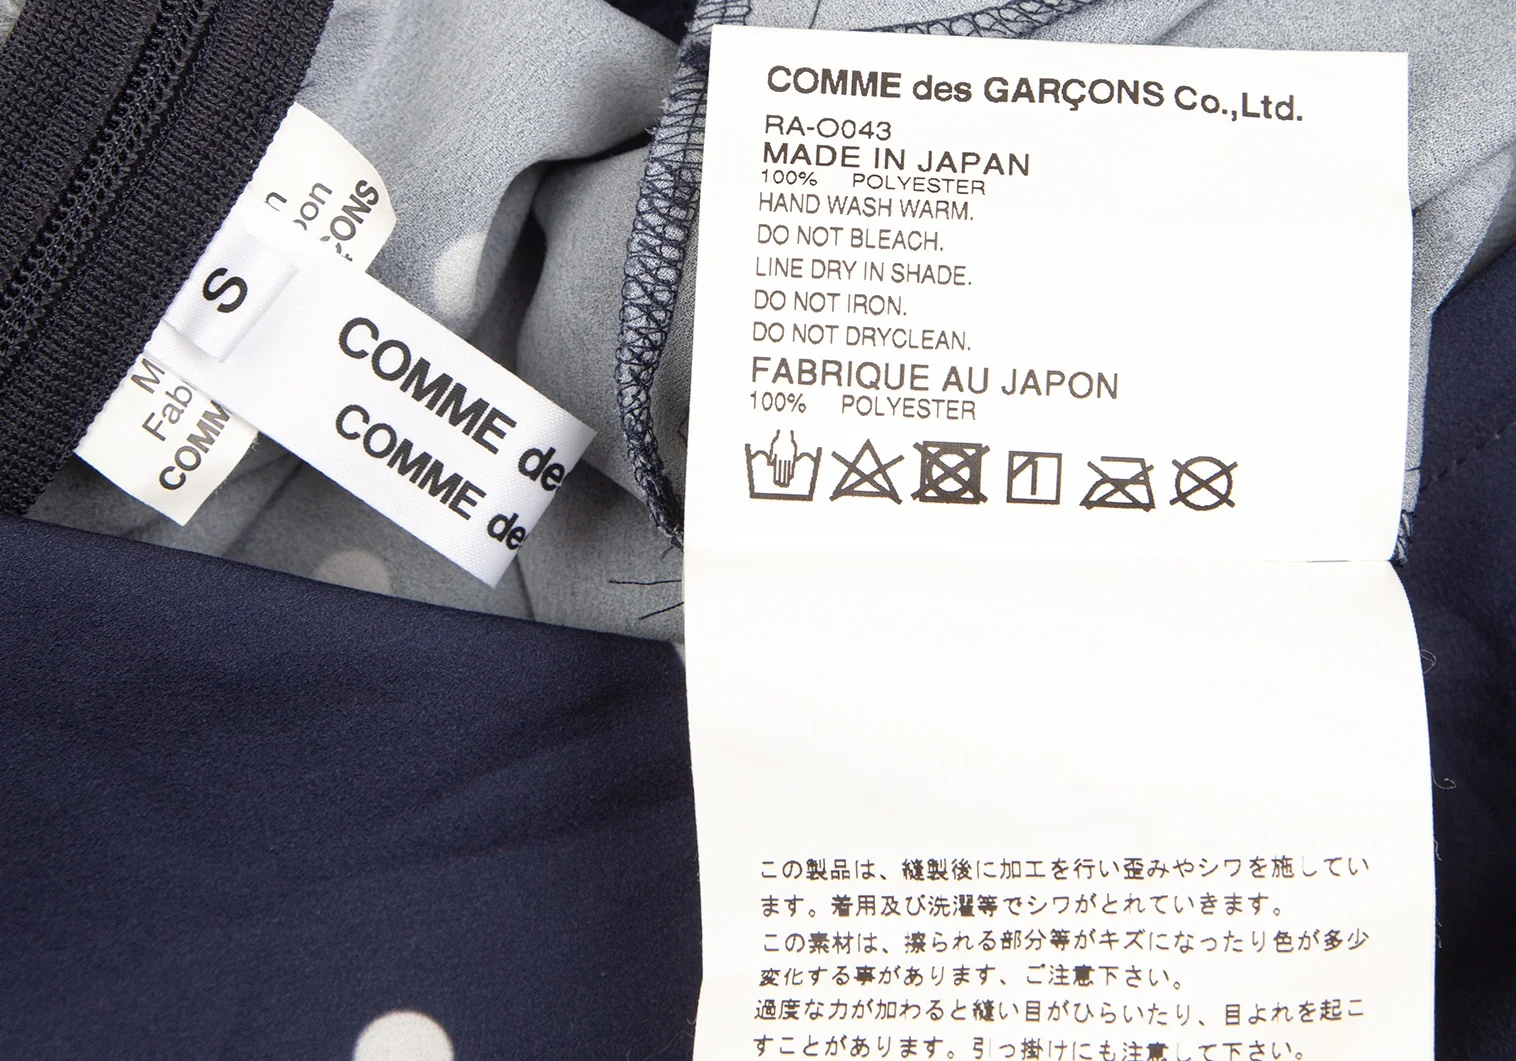 COMME des GARÇONS Co.,Ltd.
RA-O043
MADE IN JAPAN
100% POLYESTER
HAND WASH WARM.
DO NOT BLEACH.
LINE DRY IN SHADE.
DO NOT IRON.
DO NOT DRYCLEAN.
FABRIQUE AU JAPON
100% POLYESTER
この製品は、縫製後に加工を行い歪みやシワを施してい
ます。着用及び洗濯等でシワがとれていきます。
この素材は、擦られる部分等がキズになったり色が多少
変化する事があります、ご注意下さい。
過度な力が加わると縫い目がひらいたり、目よれを起こ
すことがあります。引っ掛けにも注意して下さい。
S
COMME des
COMME des
n
pon
ÇONS
M
Fab
COMM